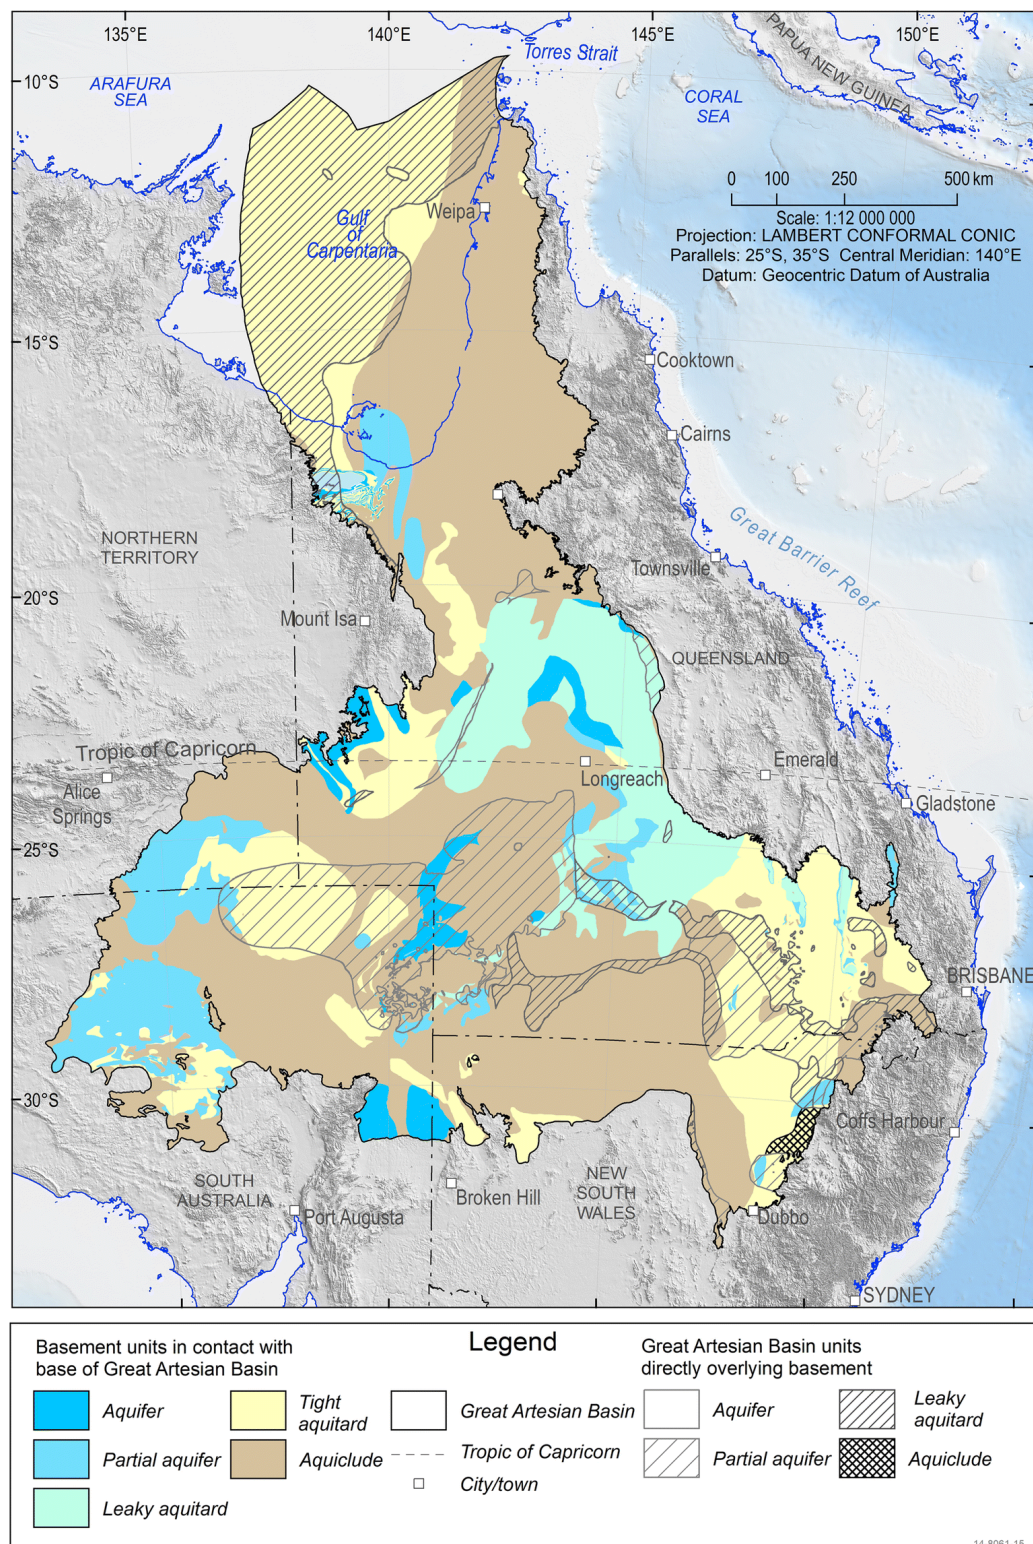 135°E
140°E
145°E
150°E
10°S
15°S
20°S
25°S
30°S
Torres Strait
PAPUA NEW GUINEA
ARAFURA
SEA
CORAL
SEA
0 100 250 500 km
Scale: 1:12 000 000
Projection: LAMBERT CONFORMAL CONIC
Parallels: 25°S, 35°S Central Meridian: 140°E
Datum: Geocentric Datum of Australia
Weipa
Gulf
of
Carpentaria
Cooktown
Cairns
Great Barrier Reef
NORTHERN
TERRITORY
Townsville
Mount Isa
QUEENSLAND
Tropic of Capricorn
Alice
Springs
Longreach
Emerald
Gladstone
BRISBANE
Coffs Harbour
SOUTH
AUSTRALIA
Port Augusta
Broken Hill
NEW
SOUTH
WALES
Dubbo
SYDNEY
Legend
Basement units in contact with
base of Great Artesian Basin
Aquifer
Partial aquifer
Leaky aquitard
Tight
aquitard
Aquiclude
Great Artesian Basin
Tropic of Capricorn
City/town
Great Artesian Basin units
directly overlying basement
Aquifer
Partial aquifer
Leaky
aquitard
Aquiclude
14-8061-15